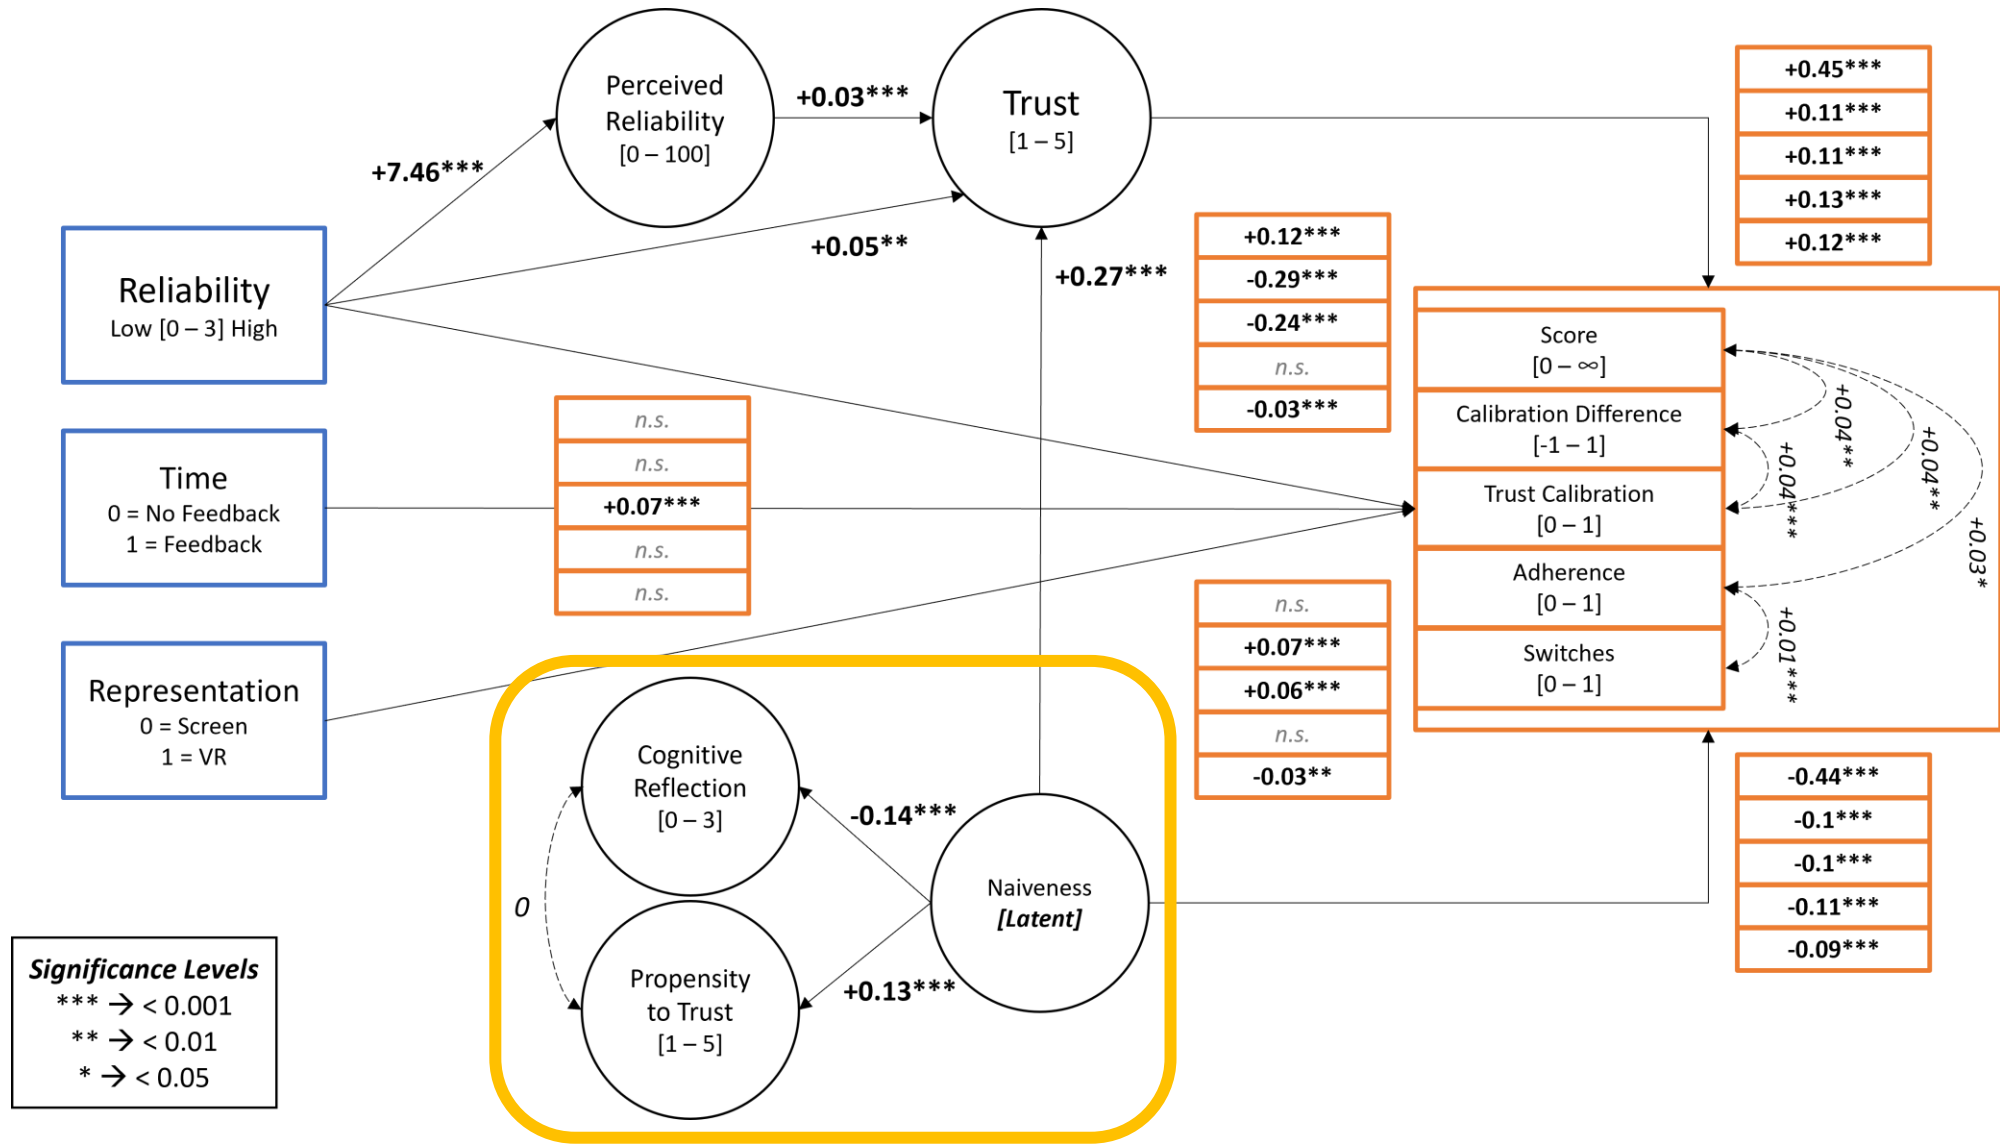 Perceived
Reliability
[0 – 100]
+0.03***
Trust
[1 – 5]
+7.46***
+0.05**
+0.27***
+0.45***
+0.11***
+0.11***
+0.13***
+0.12***
Reliability
Low [0 – 3] High
+0.12***
-0.29***
-0.24***
n.s.
-0.03***
Time
0 = No Feedback
1 = Feedback
n.s.
n.s.
+0.07***
n.s.
n.s.
Score
[0 – ∞]
Calibration Difference
[-1 – 1]
Trust Calibration
[0 – 1]
Adherence
[0 – 1]
Switches
[0 – 1]
+0.04**
+0.04***
+0.04**
+0.03*
+0.01***
Representation
0 = Screen
1 = VR
n.s.
+0.07***
+0.06***
n.s.
-0.03**
Cognitive
Reflection
[0 – 3]
-0.14***
0
Naiveness
[Latent]
Propensity
to Trust
[1 – 5]
+0.13***
-0.44***
-0.1***
-0.1***
-0.11***
-0.09***
Significance Levels
*** → < 0.001
** → < 0.01
* → < 0.05